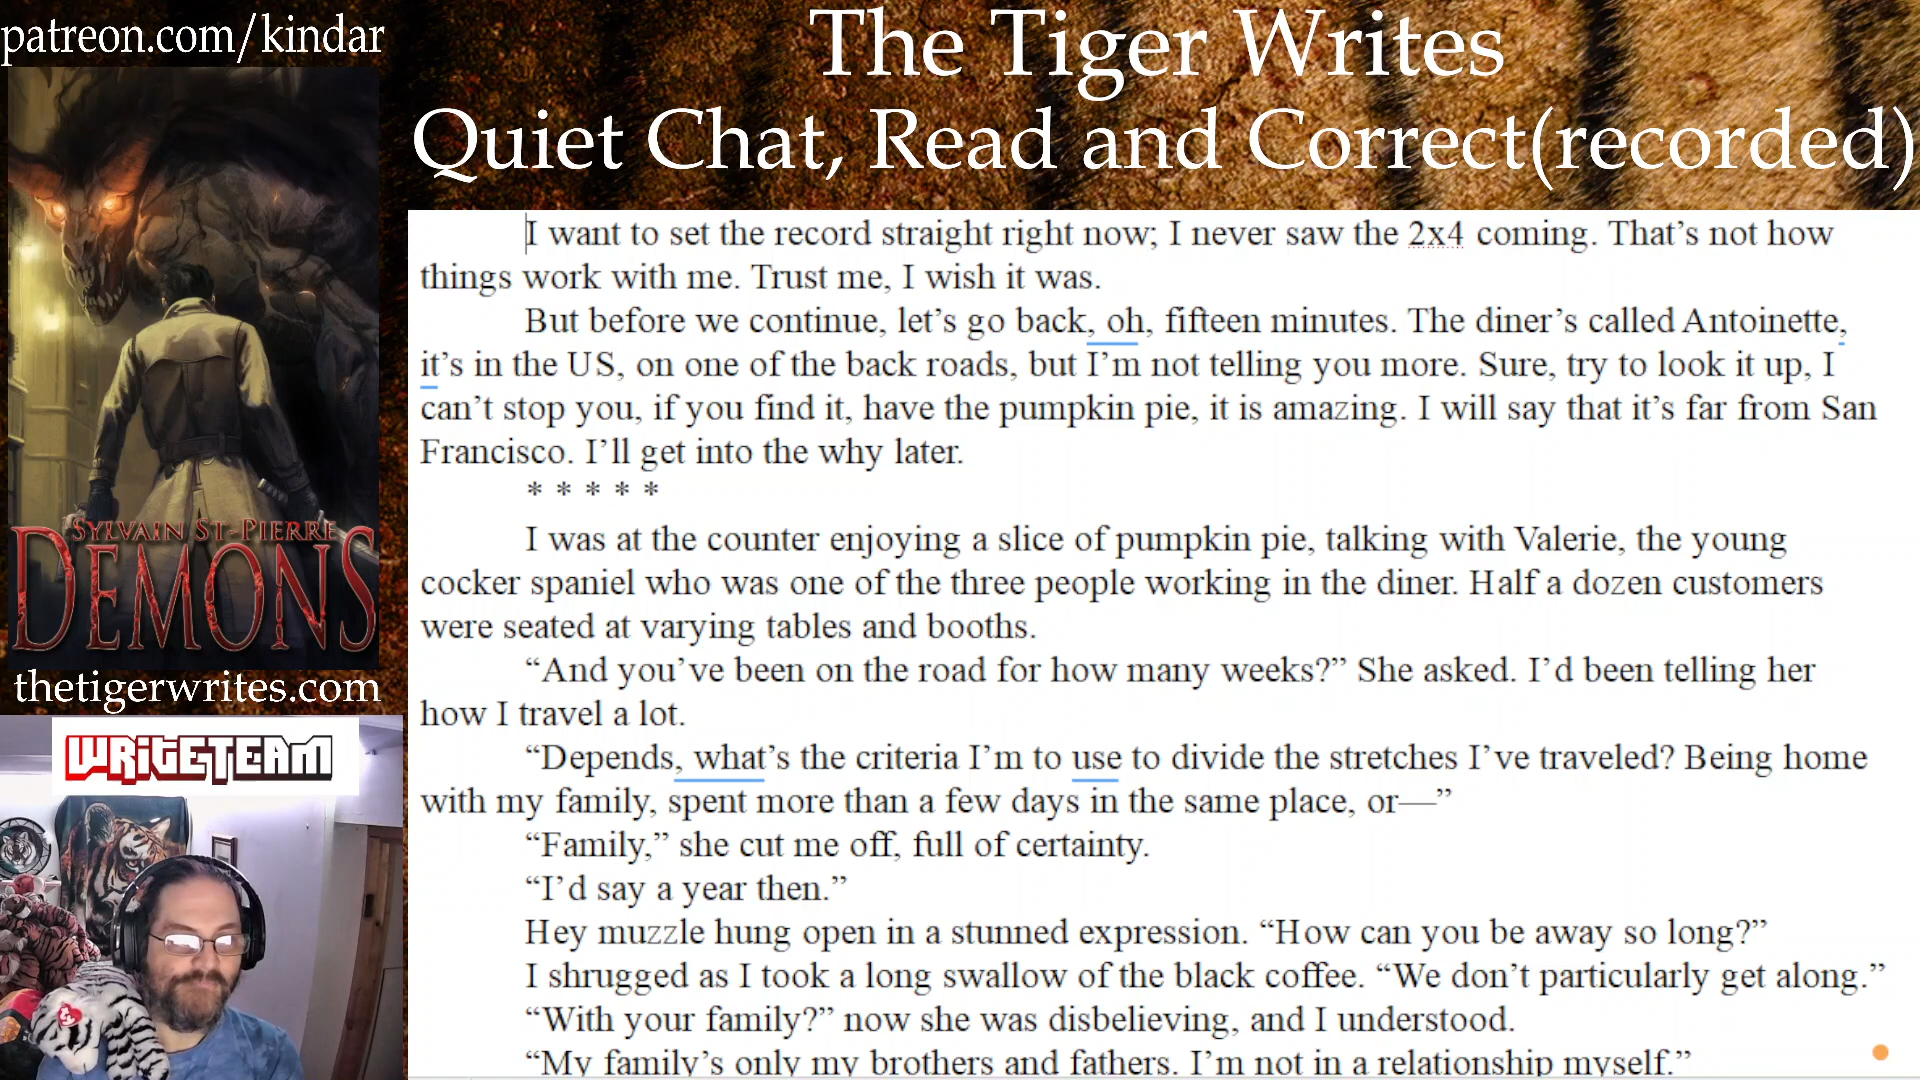 patreon.com/kindar
The Tiger Writes
Quiet Chat, Read and Correct(recorded)
SYLVAIN ST-PIERRE
DEMONS
thetigerwrites.com
WRITETEAM
I want to set the record straight right now; I never saw the 2x4 coming. That’s not how
things work with me. Trust me, I wish it was.
But before we continue, let’s go back, oh, fifteen minutes. The diner’s called Antoinette,
it’s in the US, on one of the back roads, but I’m not telling you more. Sure, try to look it up, I
can’t stop you, if you find it, have the pumpkin pie, it is amazing. I will say that it’s far from San
Francisco. I’ll get into the why later.
* * * * *
I was at the counter enjoying a slice of pumpkin pie, talking with Valerie, the young
cocker spaniel who was one of the three people working in the diner. Half a dozen customers
were seated at varying tables and booths.
“And you’ve been on the road for how many weeks?” She asked. I’d been telling her
how I travel a lot.
“Depends, what’s the criteria I’m to use to divide the stretches I’ve traveled? Being home
with my family, spent more than a few days in the same place, or—”
“Family,” she cut me off, full of certainty.
“I’d say a year then.”
Hey muzzle hung open in a stunned expression. “How can you be away so long?”
I shrugged as I took a long swallow of the black coffee. “We don’t particularly get along.”
“With your family?” now she was disbelieving, and I understood.
“My family’s only my brothers and fathers. I’m not in a relationship myself.”